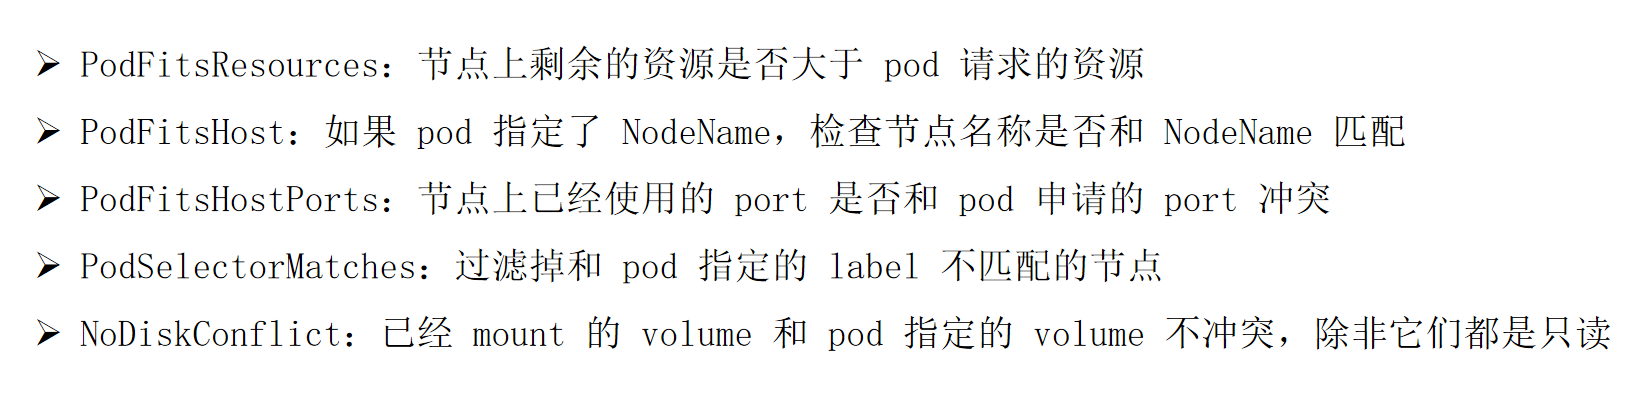 ➢ PodFitsResources：节点上剩余的资源是否大于 pod 请求的资源
➢ PodFitsHost：如果 pod 指定了 NodeName，检查节点名称是否和 NodeName 匹配
➢ PodFitsHostPorts：节点上已经使用的 port 是否和 pod 申请的 port 冲突
➢ PodSelectorMatches：过滤掉和 pod 指定的 label 不匹配的节点
➢ NoDiskConflict：已经 mount 的 volume 和 pod 指定的 volume 不冲突，除非它们都是只读